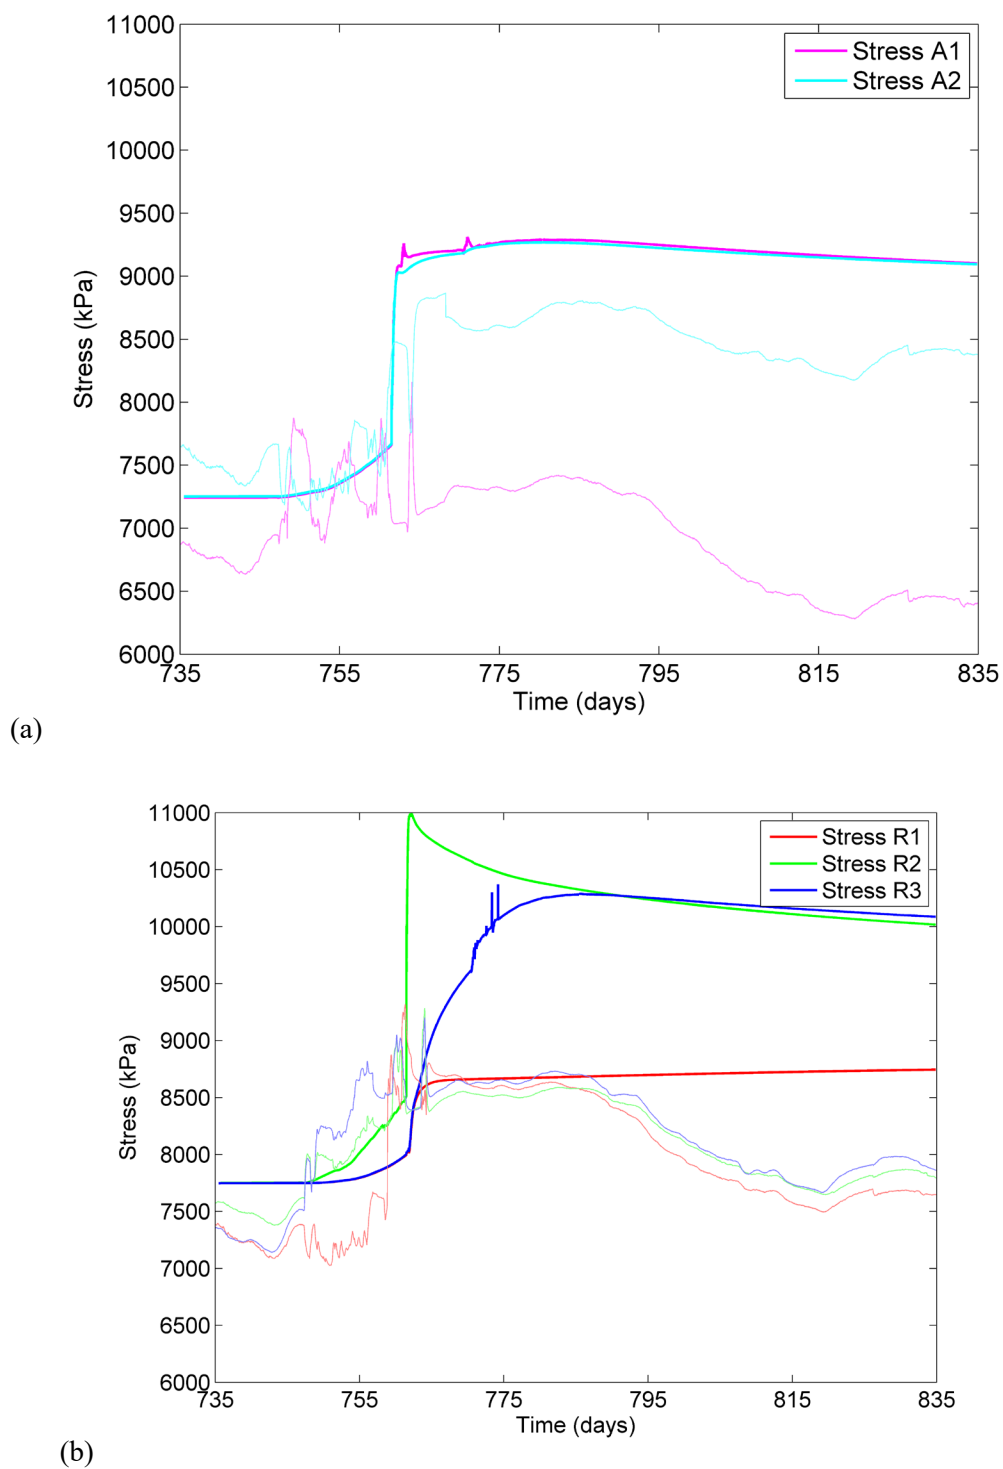 11000
10500
10000
9500
9000
8500
8000
7500
7000
6500
6000
Stress (kPa)
Stress A1
Stress A2
735 755 775 795 815 835
Time (days)
(a)
11000
10500
10000
9500
9000
8500
8000
7500
7000
6500
6000
Stress (kPa)
Stress R1
Stress R2
Stress R3
735 755 775 795 815 835
Time (days)
(b)